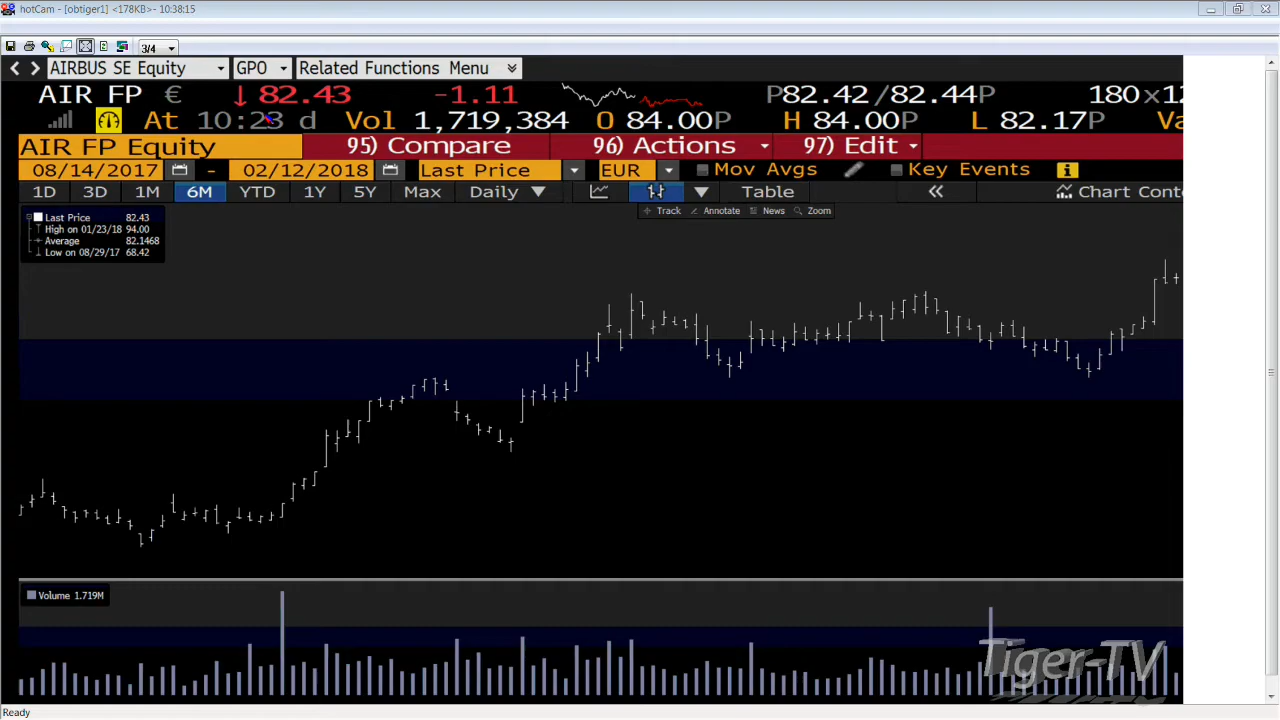 hotCam - [obtiger1] <178KB>- 10:38:15
3/4
AIRBUS SE Equity GPO Related Functions Menu
AIR FP € ↓ 82.43 -1.11 P82.42 /82.44P 180 x12
At 10:23 d Vol 1,719,384 O 84.00P H 84.00P L 82.17P Va
AIR FP Equity 95) Compare 96) Actions 97) Edit
08/14/2017 - 02/12/2018 Last Price EUR Mov Avgs Key Events
1D 3D 1M 6M YTD 1Y 5Y Max Daily ▼ Table « Chart Conte
Track Annotate News Zoom
Last Price 82.43
High on 01/23/18 94.00
Average 82.1468
Low on 08/29/17 68.42
Volume 1.719M
Tiger-TV
Ready